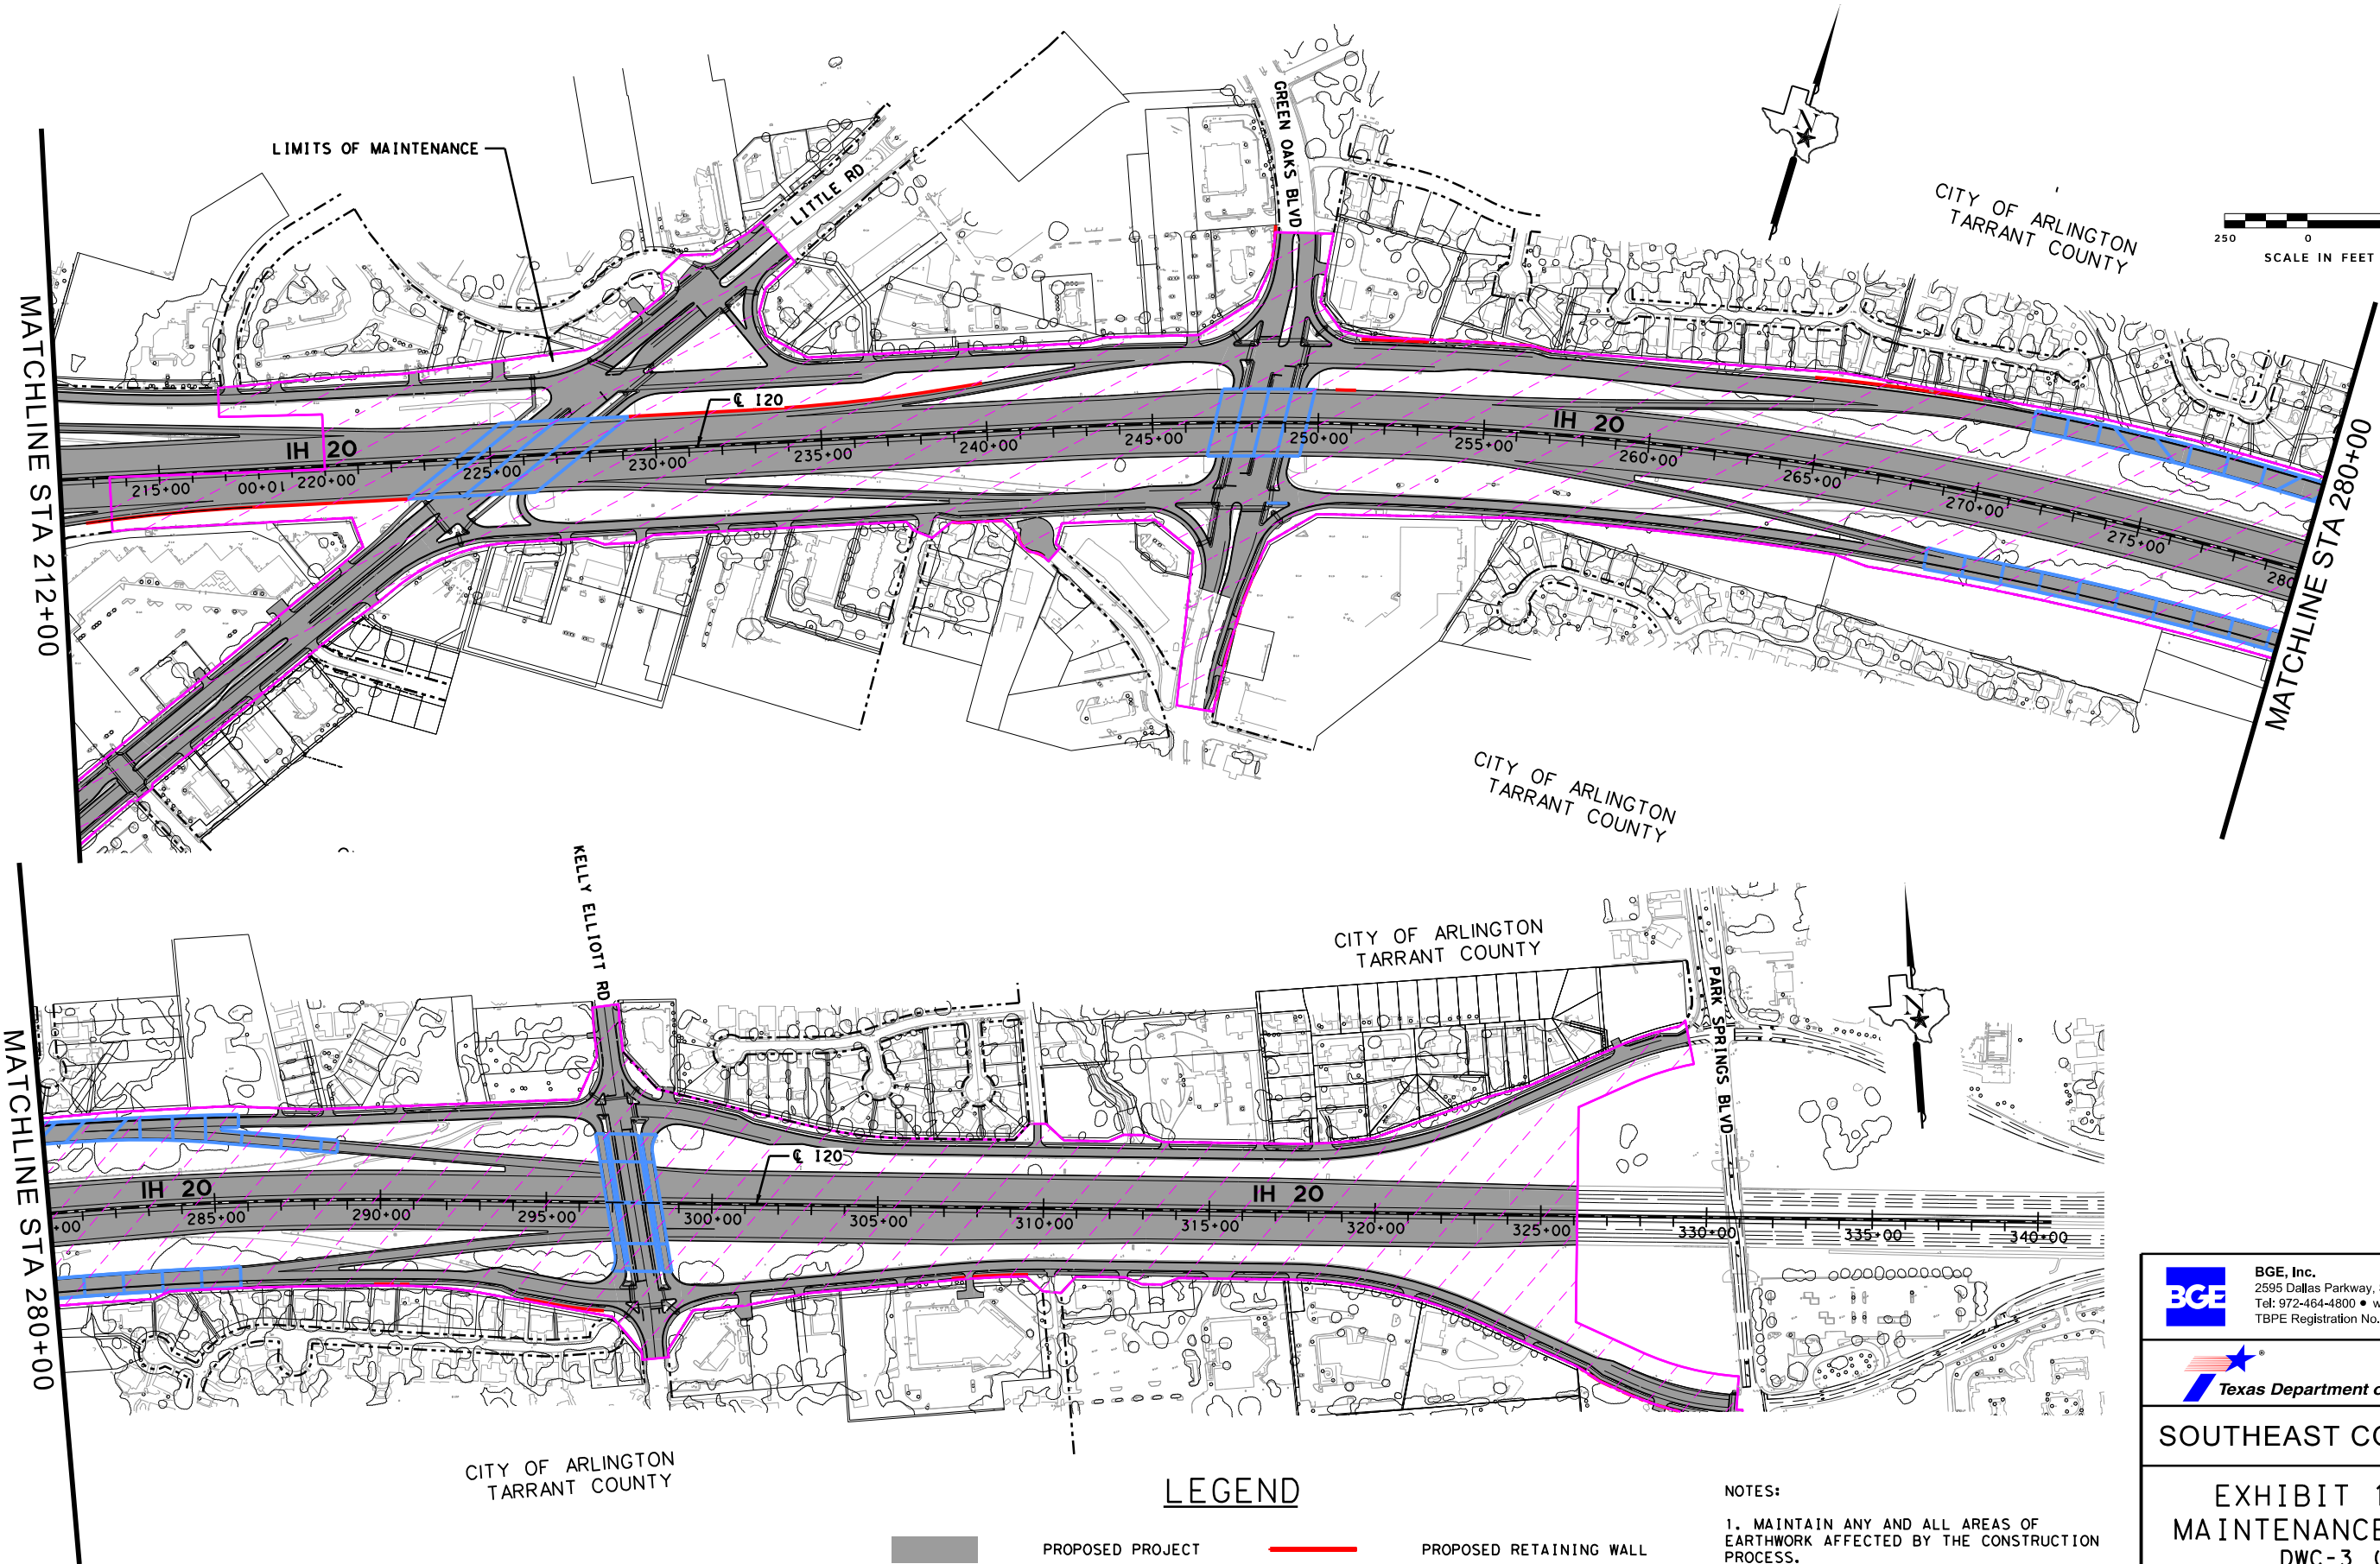 LIMITS OF MAINTENANCE
LITTLE RD
GREEN OAKS BLVD
CITY OF ARLINGTON
TARRANT COUNTY
250 0
SCALE IN FEET
MATCHLINE STA 212+00
IH 20
℄ I20
IH 20
215+00
00+01
220+00
225+00
230+00
235+00
240+00
245+00
250+00
255+00
260+00
265+00
270+00
275+00
280
MATCHLINE STA 280+00
CITY OF ARLINGTON
TARRANT COUNTY
N
KELLY ELLIOTT RD
CITY OF ARLINGTON
TARRANT COUNTY
PARK SPRINGS BLVD
N
MATCHLINE STA 280+00
℄ I20
IH 20
IH 20
+00
285+00
290+00
295+00
300+00
305+00
310+00
315+00
320+00
325+00
330+00
335+00
340+00
CITY OF ARLINGTON
TARRANT COUNTY
LEGEND
PROPOSED PROJECT
PROPOSED RETAINING WALL
NOTES:
1. MAINTAIN ANY AND ALL AREAS OF
EARTHWORK AFFECTED BY THE CONSTRUCTION
PROCESS.
BGE
BGE, Inc.
2595 Dallas Parkway,
Tel: 972-464-4800 ●
TBPE Registration No.
®
Texas Department
SOUTHEAST
EXHIBIT
MAINTENANCE
DWC-3